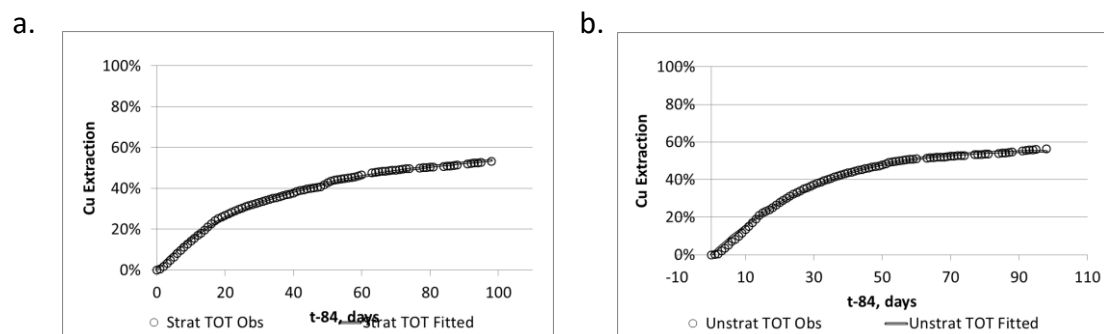 a.
Cu Extraction
100%
80%
60%
40%
20%
0%
0 20 40 60 80 100
t-84, days
Strat TOT Obs Strat TOT Fitted
b.
Cu Extraction
100%
80%
60%
40%
20%
0%
-10 10 30 50 70 90 110
t-84, days
Unstrat TOT Obs Unstrat TOT Fitted